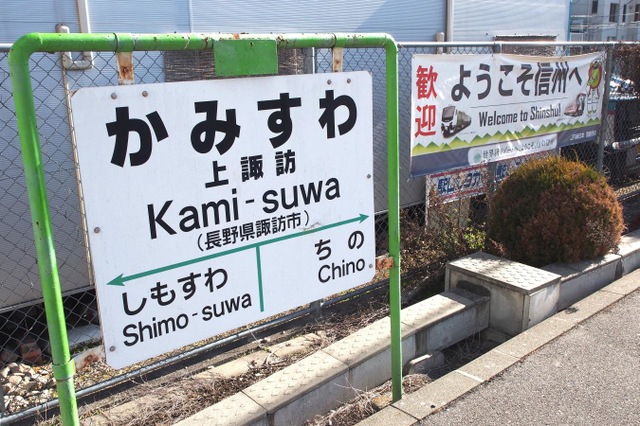 かみすわ
上諏訪
Kami-suwa
(長野県諏訪市)
しもすわ
Shimo-suwa
ちの
Chino
歓迎
ようこそ信州へ
Welcome to Shinshu!